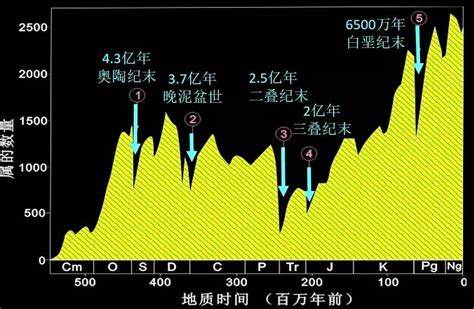 ⑤
6500万年
白垩纪末
4.3亿年
奥陶纪末
3.7亿年
晚泥盆世
2.5亿年
二叠纪末
2亿年
三叠纪末
①
②
③
④
属的数量
2500
2000
1500
1000
500
0
Cm O S D C P Tr J K Pg Ng
500 400 300 200 100 0
地质时间 （百万年前）